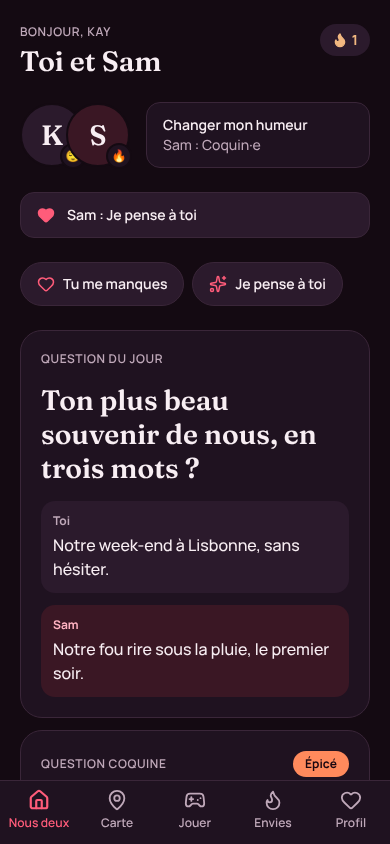 BONJOUR, KAY
Toi et Sam
1
K
S
Changer mon humeur
Sam : Coquin·e
Sam : Je pense à toi
Tu me manques
Je pense à toi
QUESTION DU JOUR
Ton plus beau
souvenir de nous, en
trois mots ?
Toi
Notre week-end à Lisbonne, sans
hésiter.
Sam
Notre fou rire sous la pluie, le premier
soir.
QUESTION COQUINE
Épicé
Nous deux
Carte
Jouer
Envies
Profil